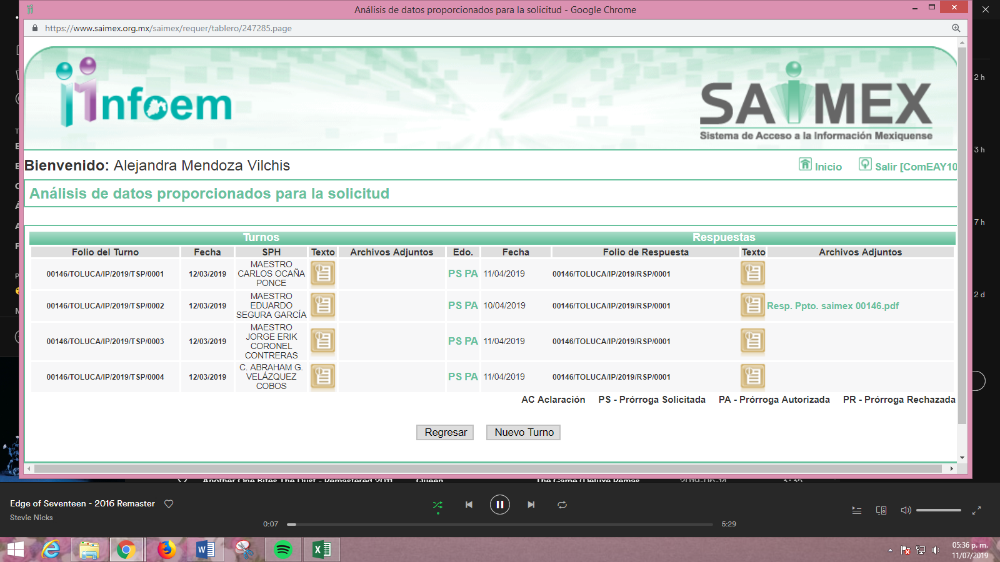 Análisis de datos proporcionados para la solicitud - Google Chrome
https://www.saimex.org.mx/saimex/requer/tablero/247285.page
infoem
SAIMEX
Sistema de Acceso a la Información Mexiquense
Bienvenido: Alejandra Mendoza Vilchis
Inicio Salir [ComEAY10
Análisis de datos proporcionados para la solicitud
Turnos Respuestas
Folio del Turno Fecha SPH Texto Archivos Adjuntos Edo. Fecha Folio de Respuesta Texto Archivos Adjuntos
00146/TOLUCA/IP/2019/TSP/0001 12/03/2019 MAESTRO CARLOS OCAÑA PONCE PS PA 11/04/2019 00146/TOLUCA/IP/2019/RSP/0001
00146/TOLUCA/IP/2019/TSP/0002 12/03/2019 MAESTRO EDUARDO SEGURA GARCÍA PS PA 10/04/2019 00146/TOLUCA/IP/2019/RSP/0001 Resp. Ppto. saimex 00146.pdf
00146/TOLUCA/IP/2019/TSP/0003 12/03/2019 MAESTRO JORGE ERIK CORONEL CONTRERAS PS PA 11/04/2019 00146/TOLUCA/IP/2019/RSP/0001
00146/TOLUCA/IP/2019/TSP/0004 12/03/2019 C. ABRAHAM G. VELÁZQUEZ COBOS PS PA 11/04/2019 00146/TOLUCA/IP/2019/RSP/0001
AC Aclaración PS - Prórroga Solicitada PA - Prórroga Autorizada PR - Prórroga Rechazada
Regresar Nuevo Turno
2 h
3 h
7 h
2 d
Another One Bites The Dust - Remastered 2011 Queen The Game (Deluxe Remas 2019-06-14 3:35
Edge of Seventeen - 2016 Remaster
Stevie Nicks
0:07 5:29
05:36 p. m.
11/07/2019